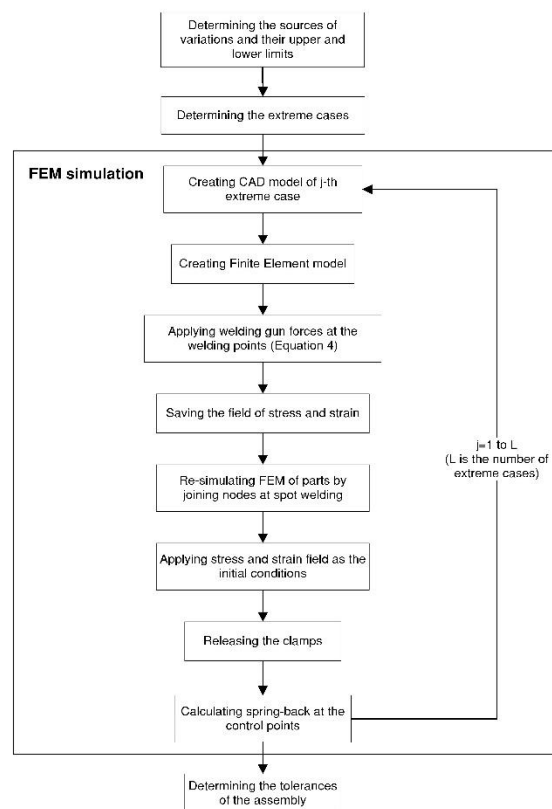 Determining the sources of
variations and their upper and
lower limits
Determining the extreme cases
FEM simulation
Creating CAD model of j-th
extreme case
Creating Finite Element model
Applying welding gun forces at the
welding points (Equation 4)
Saving the field of stress and strain
j=1 to L
(L is the number of
extreme cases)
Re-simulating FEM of parts by
joining nodes at spot welding
Applying stress and strain field as the
initial conditions
Releasing the clamps
Calculating spring-back at the
control points
Determining the tolerances
of the assembly